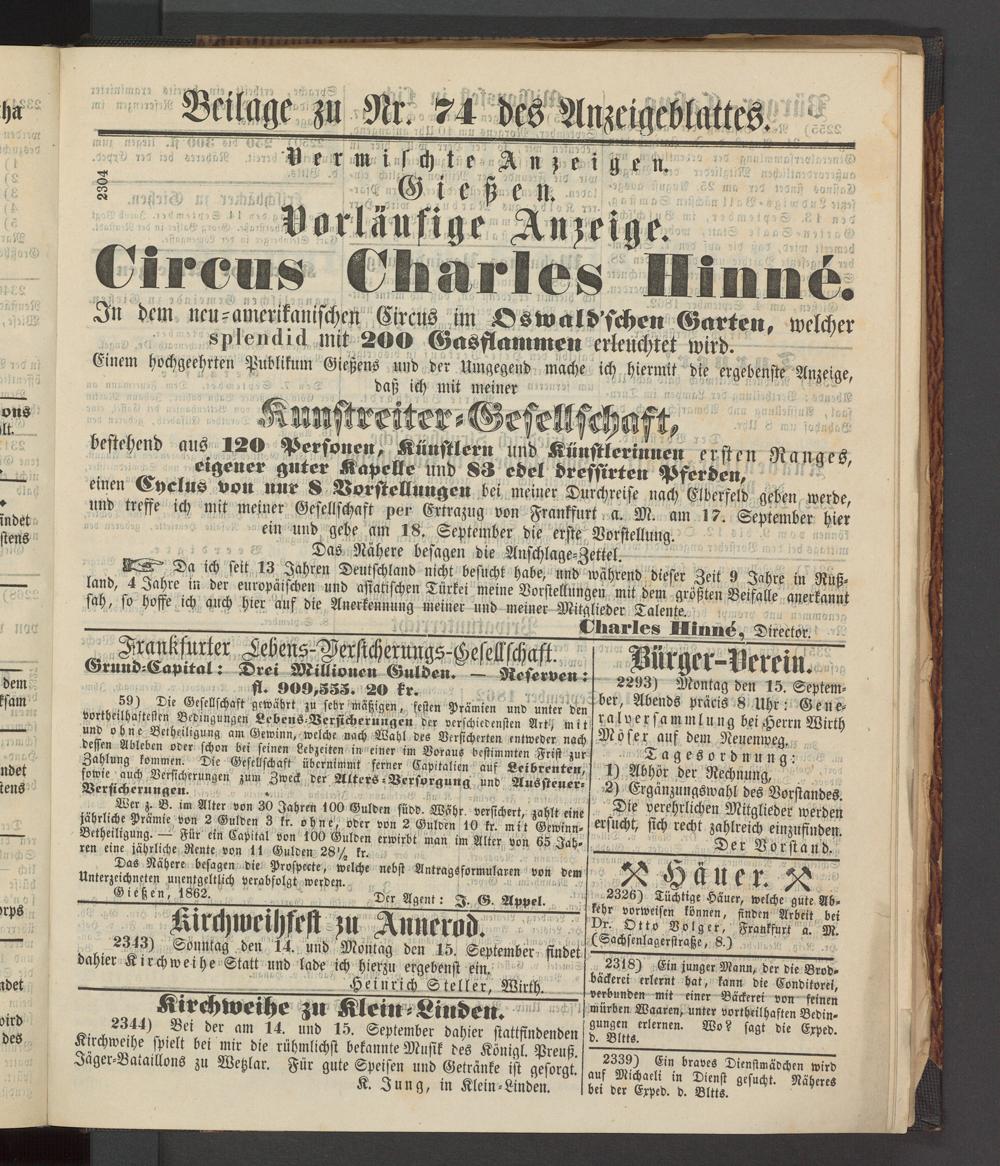 Beilage zu Nr. 74 des Anzeigeblattes.
Vermischte Anzeigen.
2304
Gießen.
Vorläufige Anzeige.
Circus Charles Hinné.
In dem neu-amerikanischen Circus im Oswald'schen Garten, welcher
splendid mit 200 Gasflammen erleuchtet wird.
Einem hochgeehrten Publikum Gießens und der Umgegend mache ich hiermit die ergebenste Anzeige,
daß ich mit meiner
Kunstreiter-Gesellschaft,
bestehend aus 120 Personen, Künstlern und Künstlerinnen ersten Ranges,
eigener guter Kapelle und 83 edel dressirten Pferden,
einen Cyclus von nur 8 Vorstellungen bei meiner Durchreise nach Elberfeld geben werde,
und treffe ich mit meiner Gesellschaft per Extrazug von Frankfurt a. M. am 17. September hier
ein und gebe am 18. September die erste Vorstellung.
Das Nähere besagen die Anschlage-Zettel.
Da ich seit 13 Jahren Deutschland nicht besucht habe, und während dieser Zeit 9 Jahre in Ruß-
land, 4 Jahre in der europäischen und asiatischen Türkei meine Vorstellungen mit dem größten Beifalle anerkannt
sah, so hoffe ich auch hier auf die Anerkennung meiner und meiner Mitglieder Talente.
Charles Hinné, Director.
Frankfurter Lebens-Versicherungs-Gesellschaft.
Grund-Capital: Drei Millionen Gulden. — Reserven:
fl. 909,555. 20 kr.
59) Die Gesellschaft gewährt zu sehr mäßigen, festen Prämien und unter den
vortheilhaftesten Bedingungen Lebens-Versicherungen der verschiedensten Art, mit
und ohne Betheiligung am Gewinn, welche nach Wahl des Versicherten entweder nach
dessen Ableben oder schon bei seinen Lebzeiten in einer im Voraus bestimmten Frist zur
Zahlung kommen. Die Gesellschaft übernimmt ferner Capitalien auf Leibrenten,
sowie auch Versicherungen zum Zweck der Alters-Versorgung und Aussteuer-
Versicherungen.
Wer z. B. im Alter von 30 Jahren 100 Gulden südd. Währ. versichert, zahlt eine
jährliche Prämie von 2 Gulden 3 kr. ohne, oder von 2 Gulden 10 kr. mit Gewinn-
Betheiligung. — Für ein Capital von 100 Gulden erwirbt man im Alter von 65 Jah-
ren eine jährliche Rente von 11 Gulden 28½ kr.
Das Nähere besagen die Prospecte, welche nebst Antragsformularen von dem
Unterzeichneten unentgeltlich verabfolgt werden.
Gießen, 1862.
Der Agent: J. G. Appel.
Kirchweihfest zu Annerod.
2343) Sonntag den 14. und Montag den 15. September findet
dahier Kirchweihe Statt und lade ich hierzu ergebenst ein.
Heinrich Steller, Wirth.
Kirchweihe zu Klein-Linden.
2344) Bei der am 14. und 15. September dahier stattfindenden
Kirchweihe spielt bei mir die rühmlichst bekannte Musik des Königl. Preuß.
Jäger-Bataillons zu Wetzlar. Für gute Speisen und Getränke ist gesorgt.
K. Jung, in Klein-Linden.
Bürger-Verein.
2293) Montag den 15. Septem-
ber, Abends präcis 8 Uhr: Gene-
ralversammlung bei Herrn Wirth
Möser auf dem Neuenweg.
Tagesordnung:
1) Abhör der Rechnung,
2) Ergänzungswahl des Vorstandes.
Die verehrlichen Mitglieder werden
ersucht, sich recht zahlreich einzufinden.
Der Vorstand.
Häuer.
2326) Tüchtige Häuer, welche gute Ab-
kehr vorweisen können, finden Arbeit bei
Dr. Otto Volger, Frankfurt a. M.
(Sachsenlagerstraße, 8.)
2318) Ein junger Mann, der die Brod-
bäckerei erlernt hat, kann die Conditorei,
verbunden mit einer Bäckerei von feinen
mürben Waaren, unter vortheilhaften Bedin-
gungen erlernen. Wo? sagt die Exped.
d. Bltts.
2339) Ein braves Dienstmädchen wird
auf Michaeli in Dienst gesucht. Näheres
bei der Exped. d. Bltts.